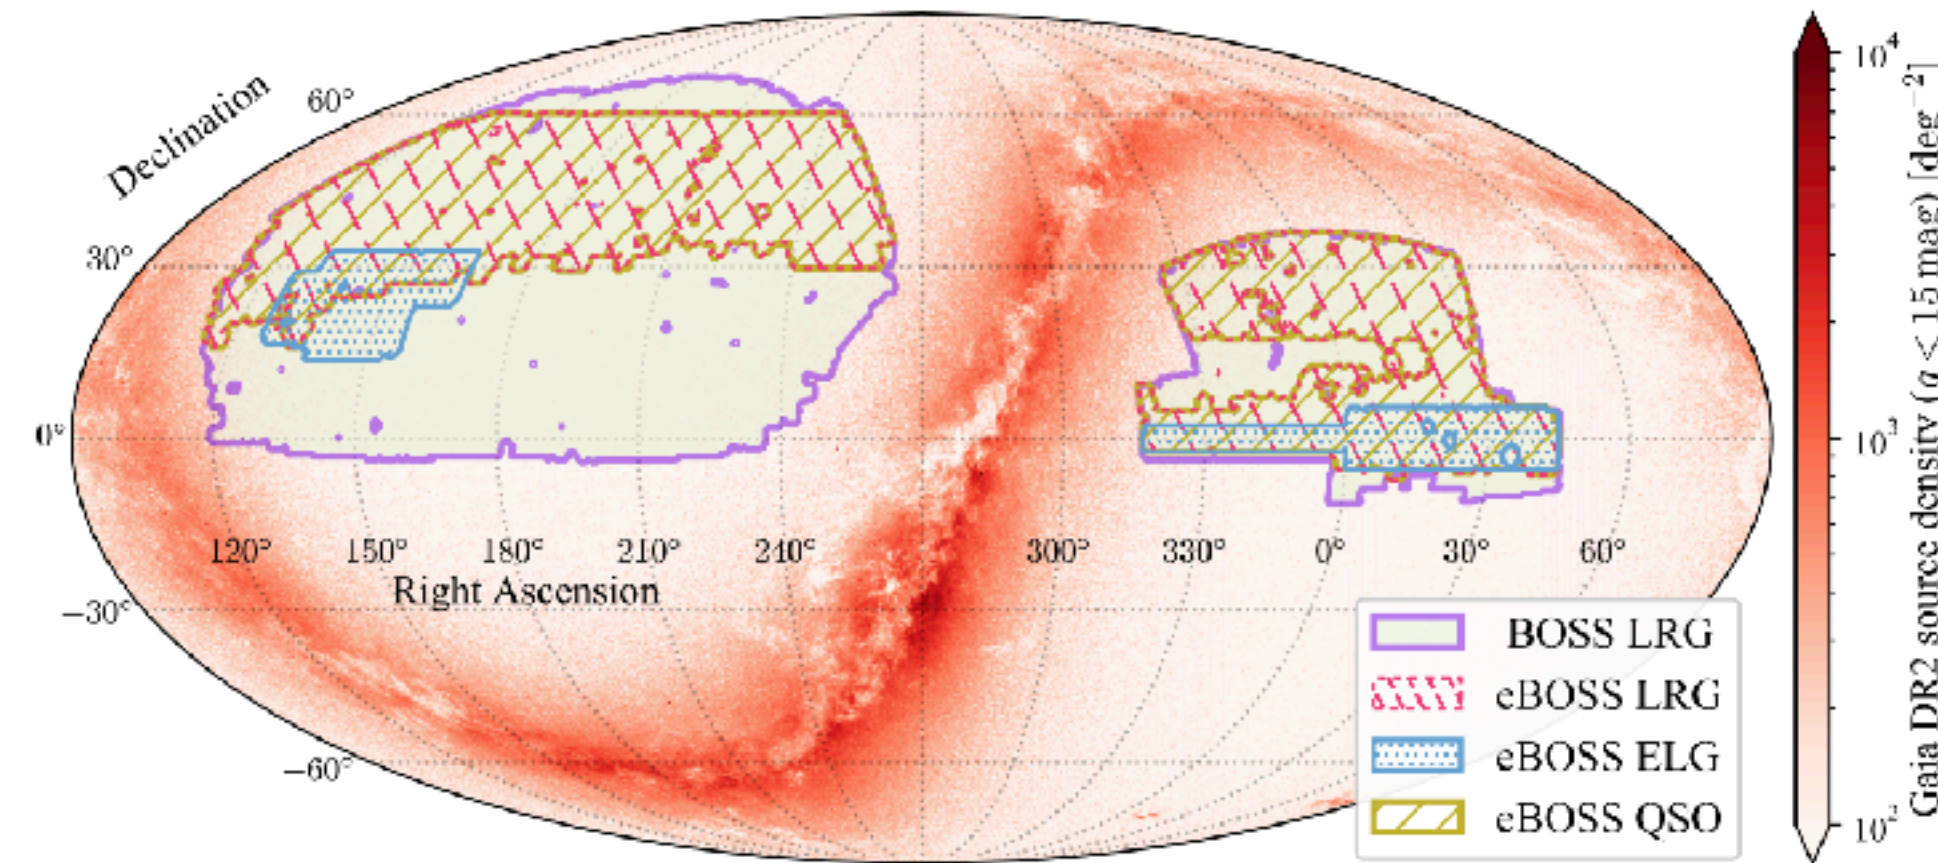 Declination
60°
30°
0°
−30°
−60°
120° 150° 180° 210° 240° 300° 330° 0° 30° 60°
Right Ascension
BOSS LRG
eBOSS LRG
eBOSS ELG
eBOSS QSO
10⁴
10³
10²
Gaia DR2 source density (g < 15 mag) [deg⁻²]